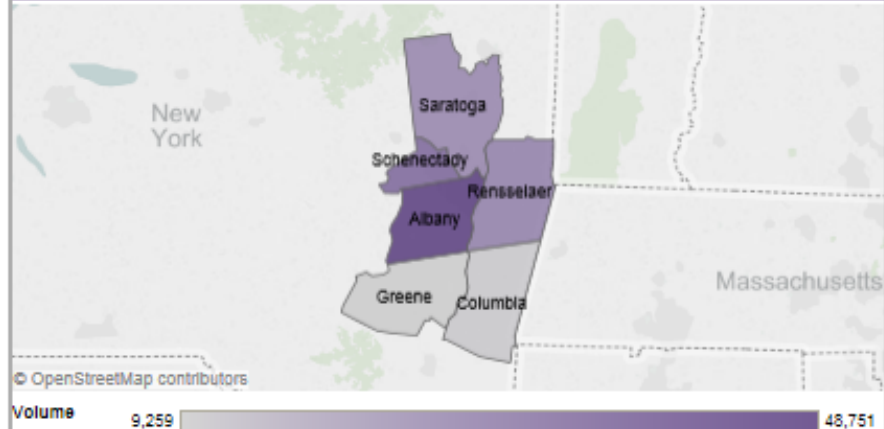 Saratoga
New
York
Schenectady
Rensselaer
Albany
Massachusetts
Greene
Columbia
© OpenStreetMap contributors
Volume
9,259
48,751